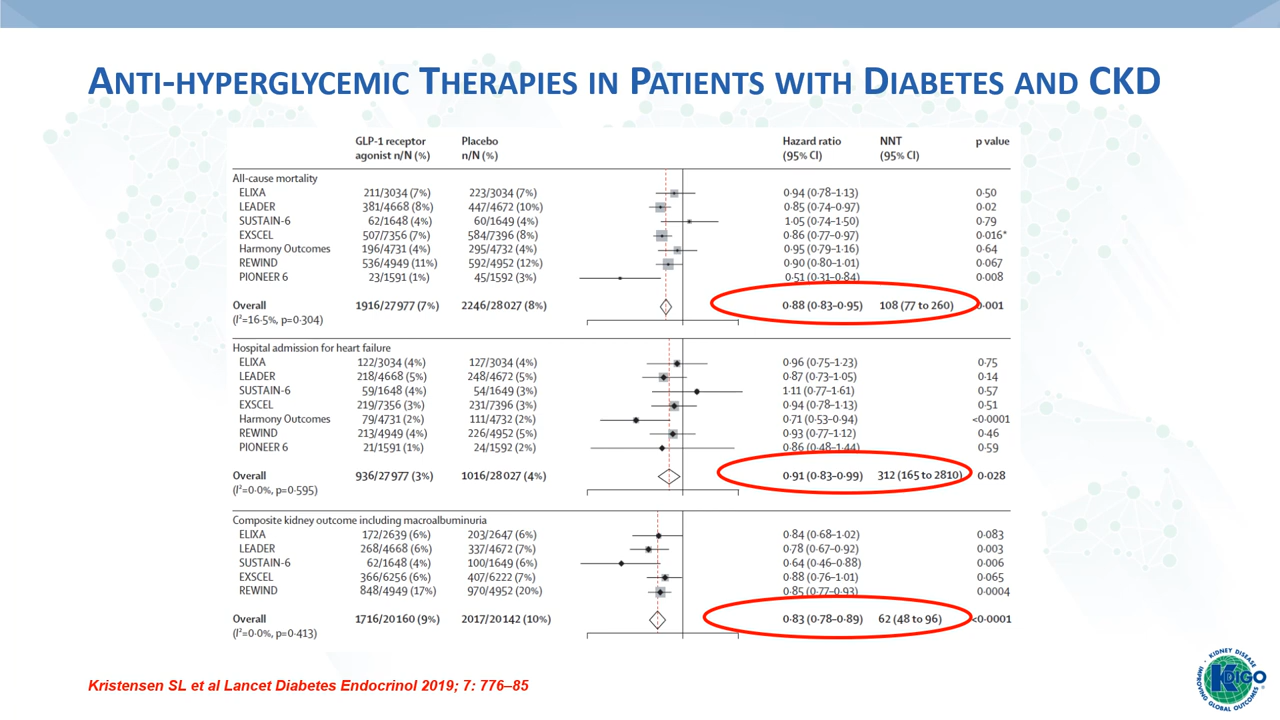 ANTI-HYPERGLYCEMIC THERAPIES IN PATIENTS WITH DIABETES AND CKD
GLP-1 receptor agonist n/N (%) Placebo n/N (%) Hazard ratio (95% CI) NNT (95% CI) p value
All-cause mortality
ELIXA 211/3034 (7%) 223/3034 (7%) 0·94 (0·78–1·13) 0·50
LEADER 381/4668 (8%) 447/4672 (10%) 0·85 (0·74–0·97) 0·02
SUSTAIN-6 62/1648 (4%) 60/1649 (4%) 1·05 (0·74–1·50) 0·79
EXSCEL 507/7356 (7%) 584/7396 (8%) 0·86 (0·77–0·97) 0·016*
Harmony Outcomes 196/4731 (4%) 295/4732 (4%) 0·95 (0·79–1·16) 0·64
REWIND 536/4949 (11%) 592/4952 (12%) 0·90 (0·80–1·01) 0·067
PIONEER 6 23/1591 (1%) 45/1592 (3%) 0·51 (0·31–0·84) 0·008
Overall 1916/27977 (7%) 2246/28027 (8%) 0·88 (0·83–0·95) 108 (77 to 260) 0·001
(I²=16·5%, p=0·304)
Hospital admission for heart failure
ELIXA 122/3034 (4%) 127/3034 (4%) 0·96 (0·75–1·23) 0·75
LEADER 218/4668 (5%) 248/4672 (5%) 0·87 (0·73–1·05) 0·14
SUSTAIN-6 59/1648 (4%) 54/1649 (3%) 1·11 (0·77–1·61) 0·57
EXSCEL 219/7356 (3%) 231/7396 (3%) 0·94 (0·78–1·13) 0·51
Harmony Outcomes 79/4731 (2%) 111/4732 (2%) 0·71 (0·53–0·94) <0·0001
REWIND 213/4949 (4%) 226/4952 (5%) 0·93 (0·77–1·12) 0·46
PIONEER 6 21/1591 (1%) 24/1592 (2%) 0·86 (0·48–1·44) 0·59
Overall 936/27977 (3%) 1016/28027 (4%) 0·91 (0·83–0·99) 312 (165 to 2810) 0·028
(I²=0·0%, p=0·595)
Composite kidney outcome including macroalbuminuria
ELIXA 172/2639 (6%) 203/2647 (6%) 0·84 (0·68–1·02) 0·083
LEADER 268/4668 (6%) 337/4672 (7%) 0·78 (0·67–0·92) 0·003
SUSTAIN-6 62/1648 (4%) 100/1649 (6%) 0·64 (0·46–0·88) 0·006
EXSCEL 366/6256 (6%) 407/6222 (7%) 0·88 (0·76–1·01) 0·065
REWIND 848/4949 (17%) 970/4952 (20%) 0·85 (0·77–0·93) 0·0004
Overall 1716/20160 (9%) 2017/20142 (10%) 0·83 (0·78–0·89) 62 (48 to 96) <0·0001
(I²=0·0%, p=0·413)
Kristensen SL et al Lancet Diabetes Endocrinol 2019; 7: 776–85
KIDNEY DISEASE
KDIGO
IMPROVING GLOBAL OUTCOMES